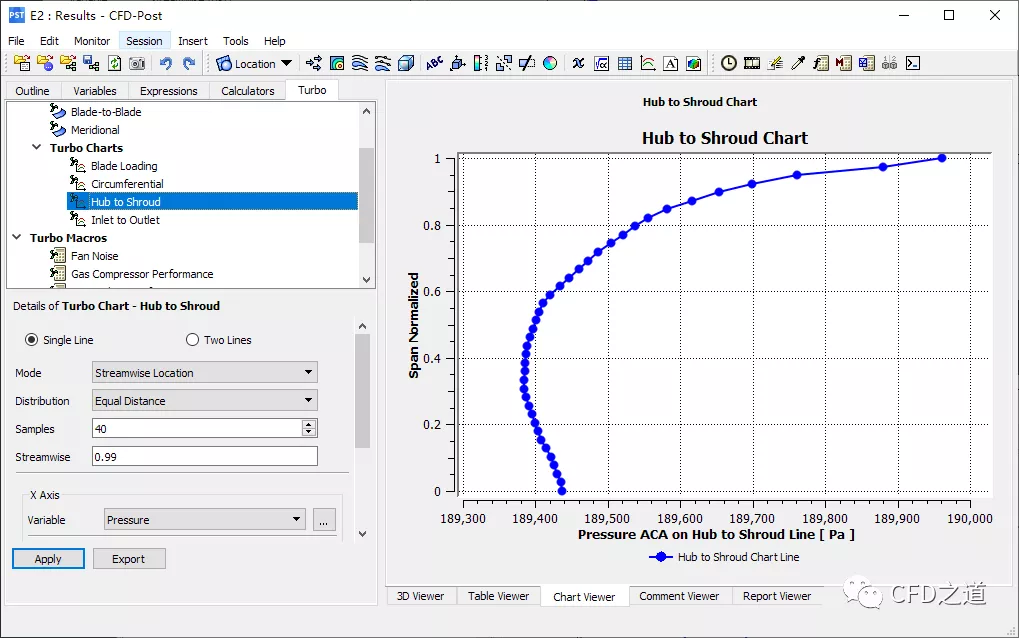 PST E2 : Results - CFD-Post
File Edit Monitor Session Insert Tools Help
Location
Outline Variables Expressions Calculators Turbo
Blade-to-Blade
Meridional
Turbo Charts
Blade Loading
Circumferential
Hub to Shroud
Inlet to Outlet
Turbo Macros
Fan Noise
Gas Compressor Performance
Details of Turbo Chart - Hub to Shroud
Single Line Two Lines
Mode Streamwise Location
Distribution Equal Distance
Samples 40
Streamwise 0.99
X Axis
Variable Pressure ...
Apply Export
Hub to Shroud Chart
Hub to Shroud Chart
1
0.8
0.6
0.4
0.2
0
Span Normalized
189,300 189,400 189,500 189,600 189,700 189,800 189,900 190,000
Pressure ACA on Hub to Shroud Line [ Pa ]
Hub to Shroud Chart Line
3D Viewer Table Viewer Chart Viewer Comment Viewer Report Viewer
CFD之道